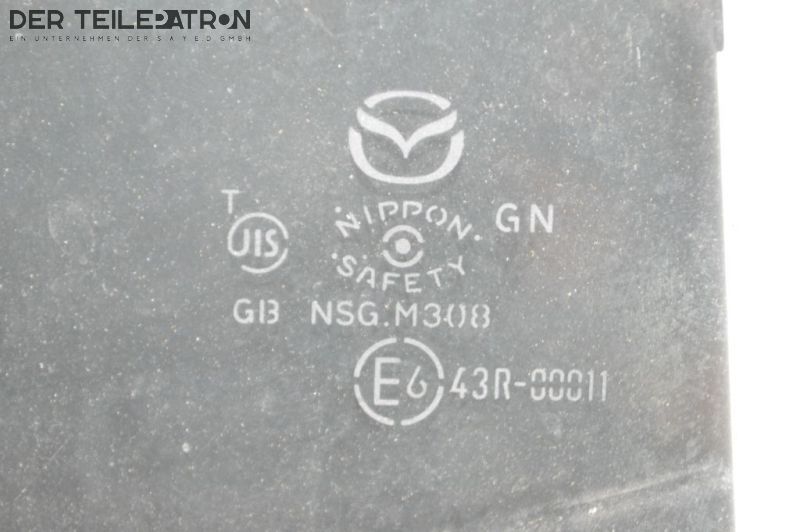 DER TEILEPATRON
EIN UNTERNEHMEN DER S A Y E D GMBH
T
JIS
NIPPON
SAFETY
GN
GB NSG.M308
E6 43R-00011